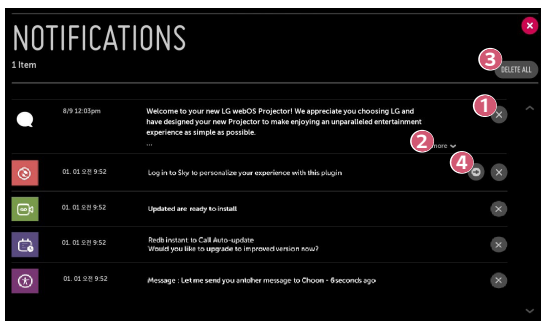 NOTIFICATIONS
1 Item
3
DELETE ALL
1
8/9 12:03pm
Welcome to your new LG webOS Projector! We appreciate you choosing LG and
have designed your new Projector to make enjoying an unparalleled entertainment
experience as simple as possible.
...
2
more
4
01. 01 오전 9:52
Log in to Sky to personalize your experience with this plugin
01. 01 오전 9:52
Updated are ready to install
01. 01 오전 9:52
Redb instant to Call Auto-update
Would you like to upgrade to improved version now?
01. 01 오전 9:52
Message : Let me send you antoher message to Choon - 6seconds ago